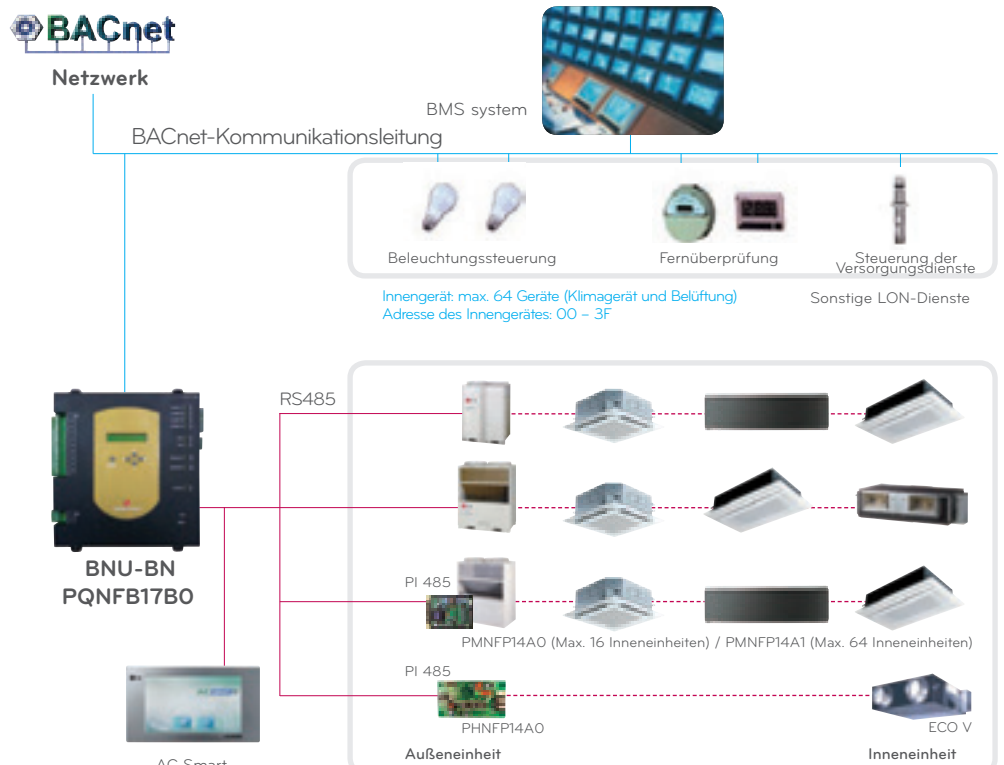 BACnet
Netzwerk
BMS system
BACnet-Kommunikationsleitung
Beleuchtungssteuerung
Fernüberprüfung
Steuerung der
Versorgungsdienste
Innengerät: max. 64 Geräte (Klimagerät und Belüftung)
Adresse des Innengerätes: 00 – 3F
Sonstige LON-Dienste
RS485
BNU-BN
PQNFB17B0
PI 485
PMNFP14A0 (Max. 16 Inneneinheiten) / PMNFP14A1 (Max. 64 Inneneinheiten)
PI 485
PHNFP14A0
ECO V
Außeneinheit
Inneneinheit
AC Smart